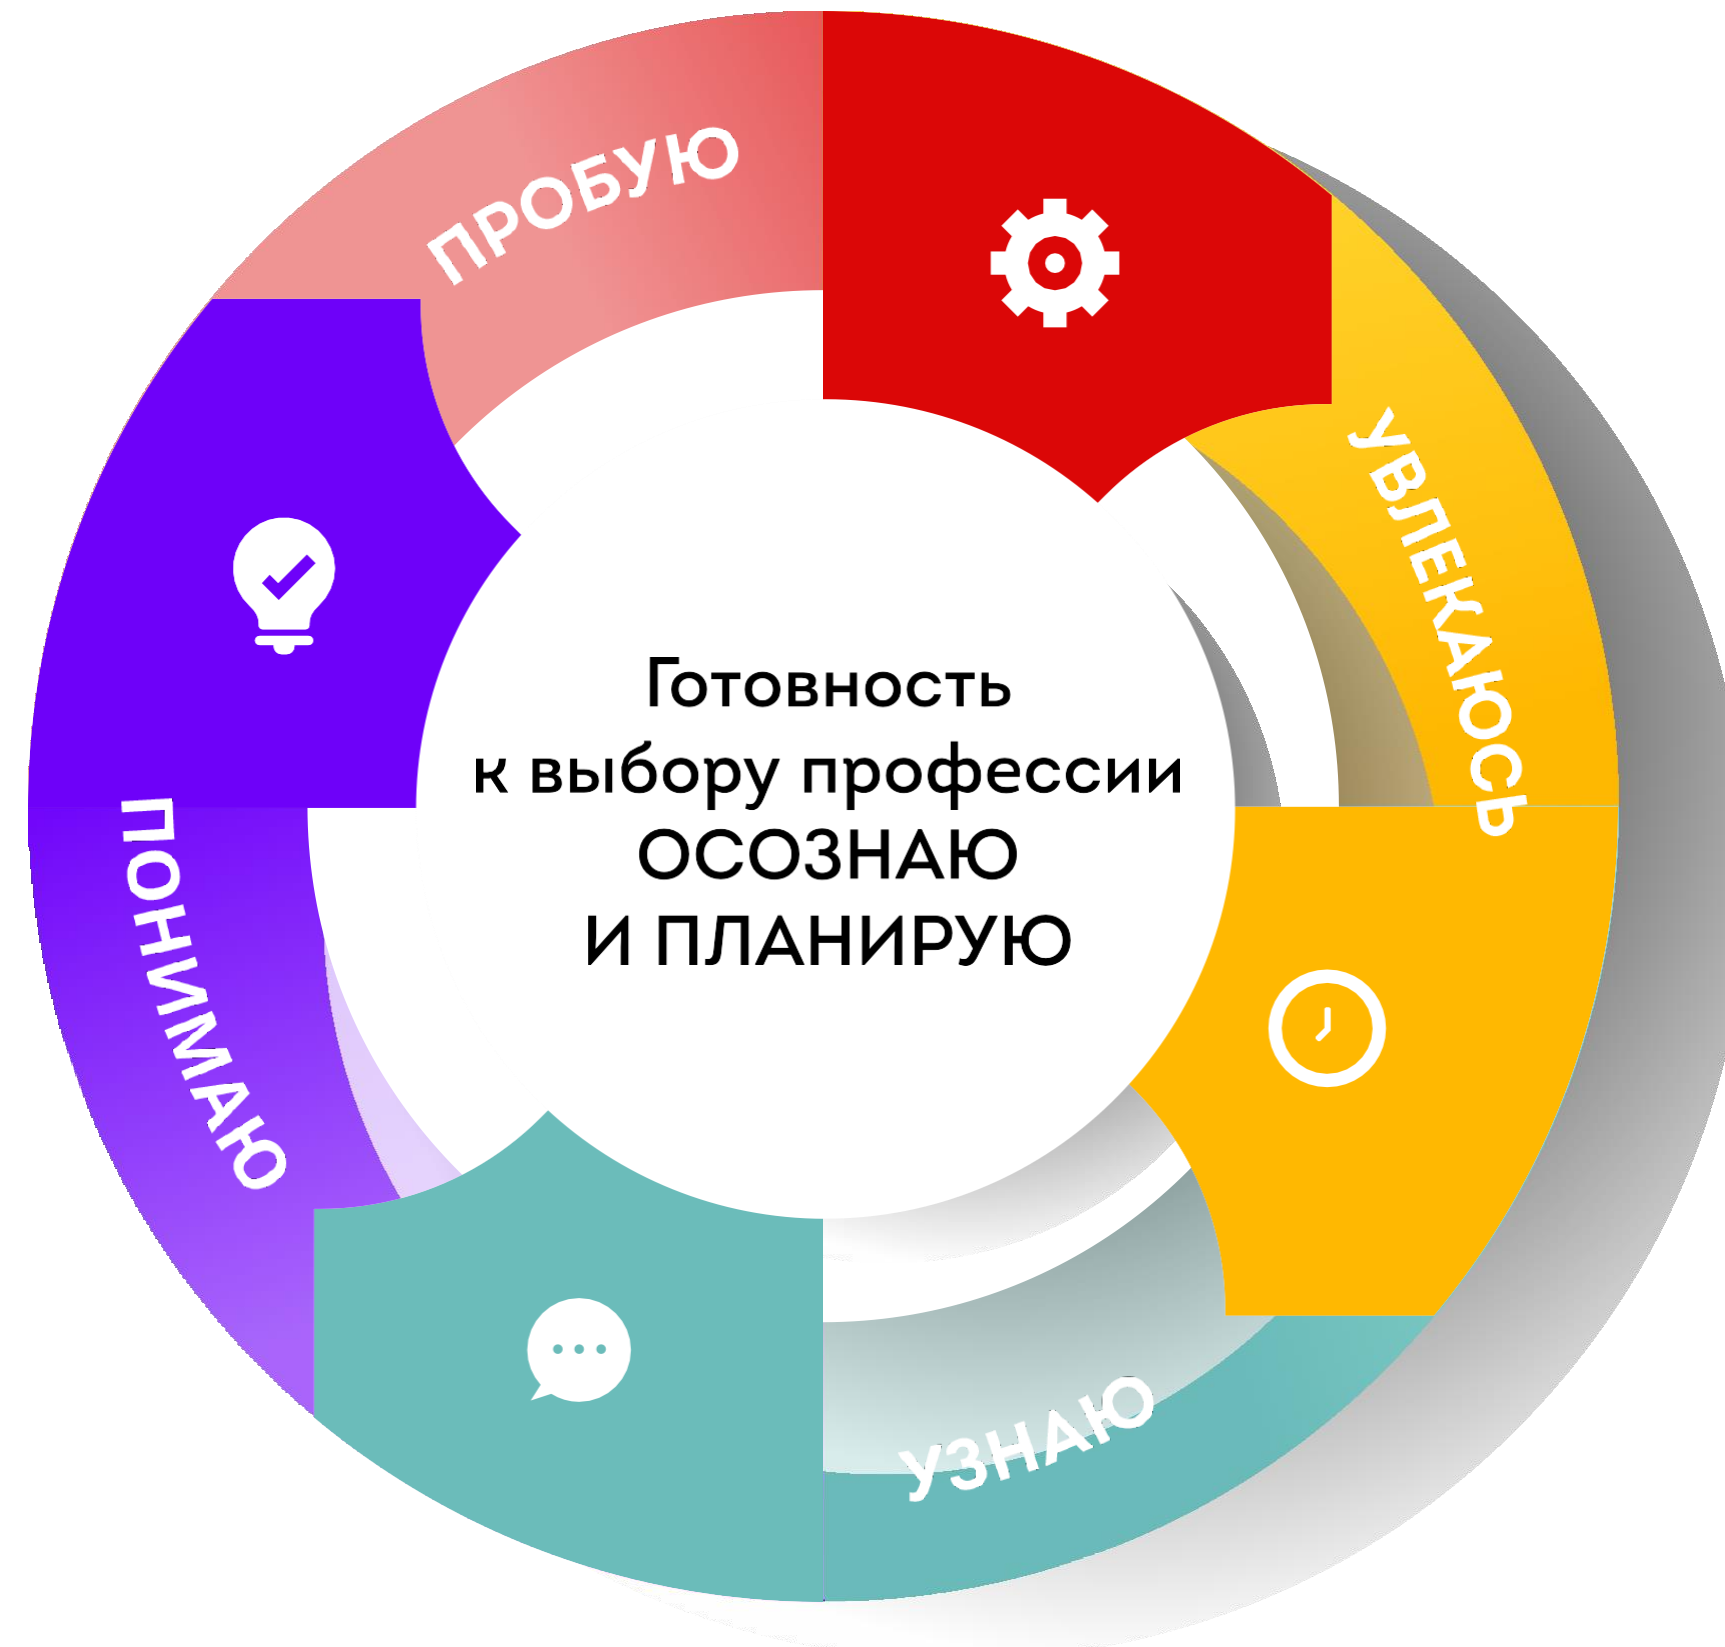 ПРОБУЮ
УВЛЕКАЮСЬ
Готовность
к выбору профессии
ОСОЗНАЮ
И ПЛАНИРУЮ
ПОНИМАЮ
УЗНАЮ